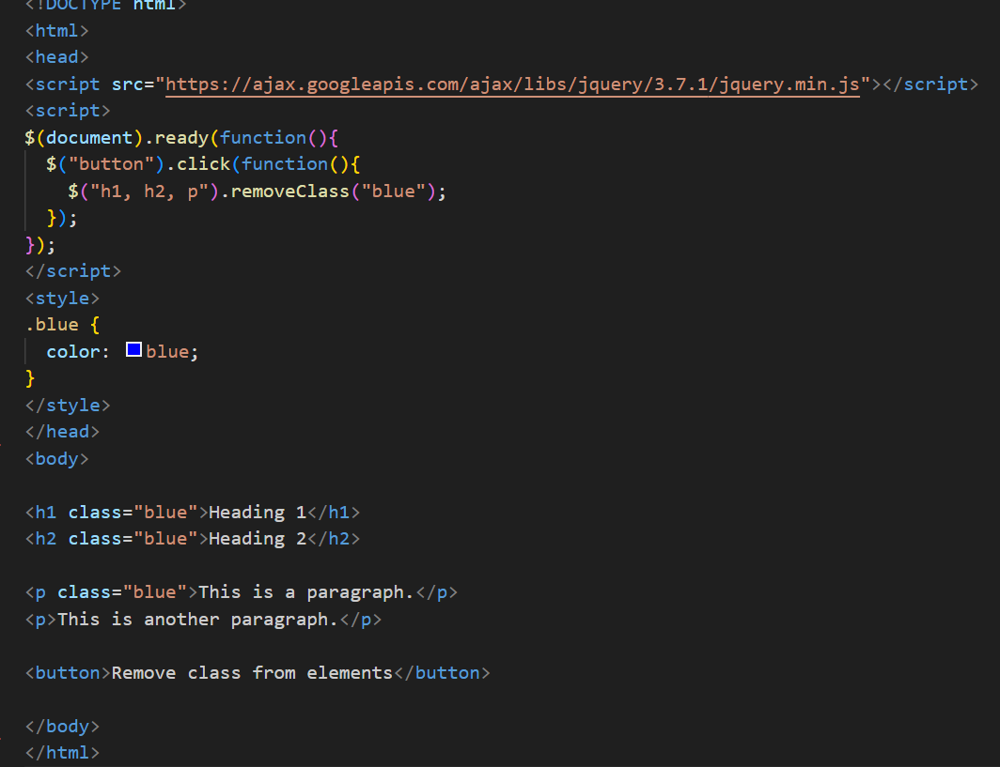 <!DOCTYPE html>
<html>
<head>
<script src="https://ajax.googleapis.com/ajax/libs/jquery/3.7.1/jquery.min.js"></script>
<script>
$(document).ready(function(){
  $("button").click(function(){
    $("h1, h2, p").removeClass("blue");
  });
});
</script>
<style>
.blue {
  color: blue;
}
</style>
</head>
<body>

<h1 class="blue">Heading 1</h1>
<h2 class="blue">Heading 2</h2>

<p class="blue">This is a paragraph.</p>
<p>This is another paragraph.</p>

<button>Remove class from elements</button>

</body>
</html>